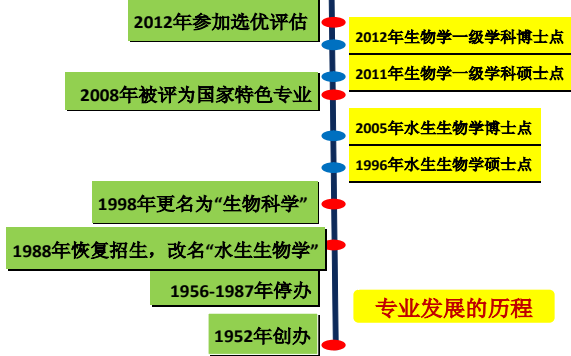 2012年参加选优评估
2012年生物学一级学科博士点
2011年生物学一级学科硕士点
2008年被评为国家特色专业
2005年水生生物学博士点
1996年水生生物学硕士点
1998年更名为“生物科学”
1988年恢复招生，改名“水生生物学”
1956-1987年停办
专业发展的历程
1952年创办